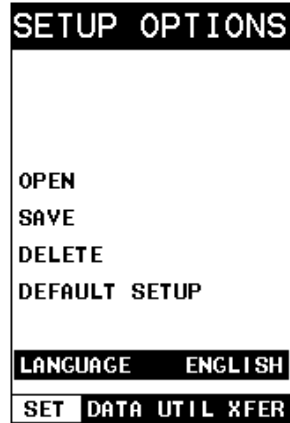 SETUP OPTIONS
OPEN
SAVE
DELETE
DEFAULT SETUP
LANGUAGE ENGLISH
SET DATA UTIL XFER